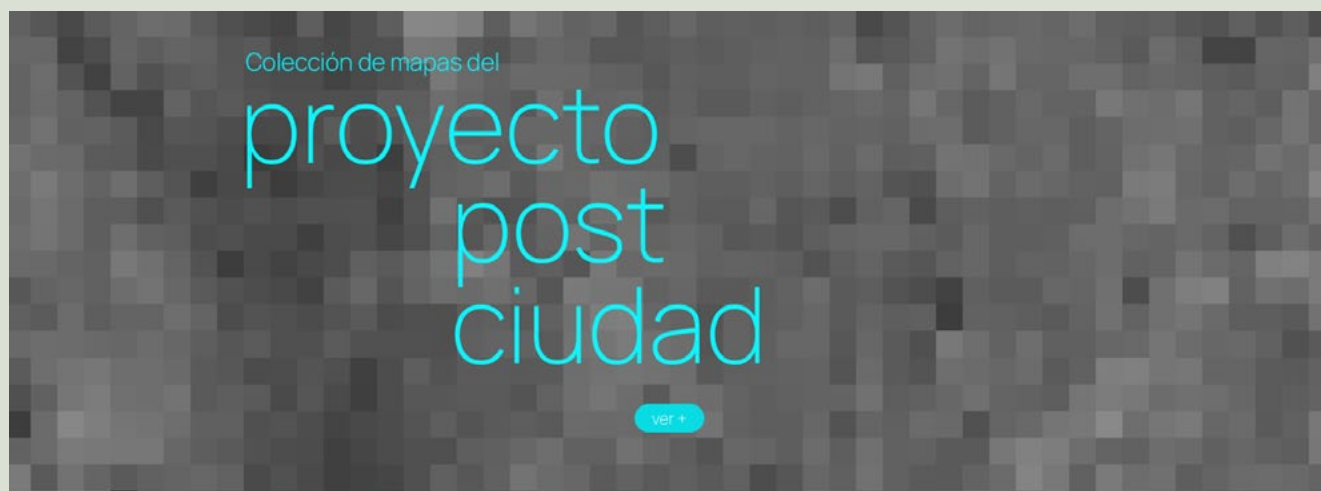 Colección de mapas del
proyecto
post
ciudad
ver +